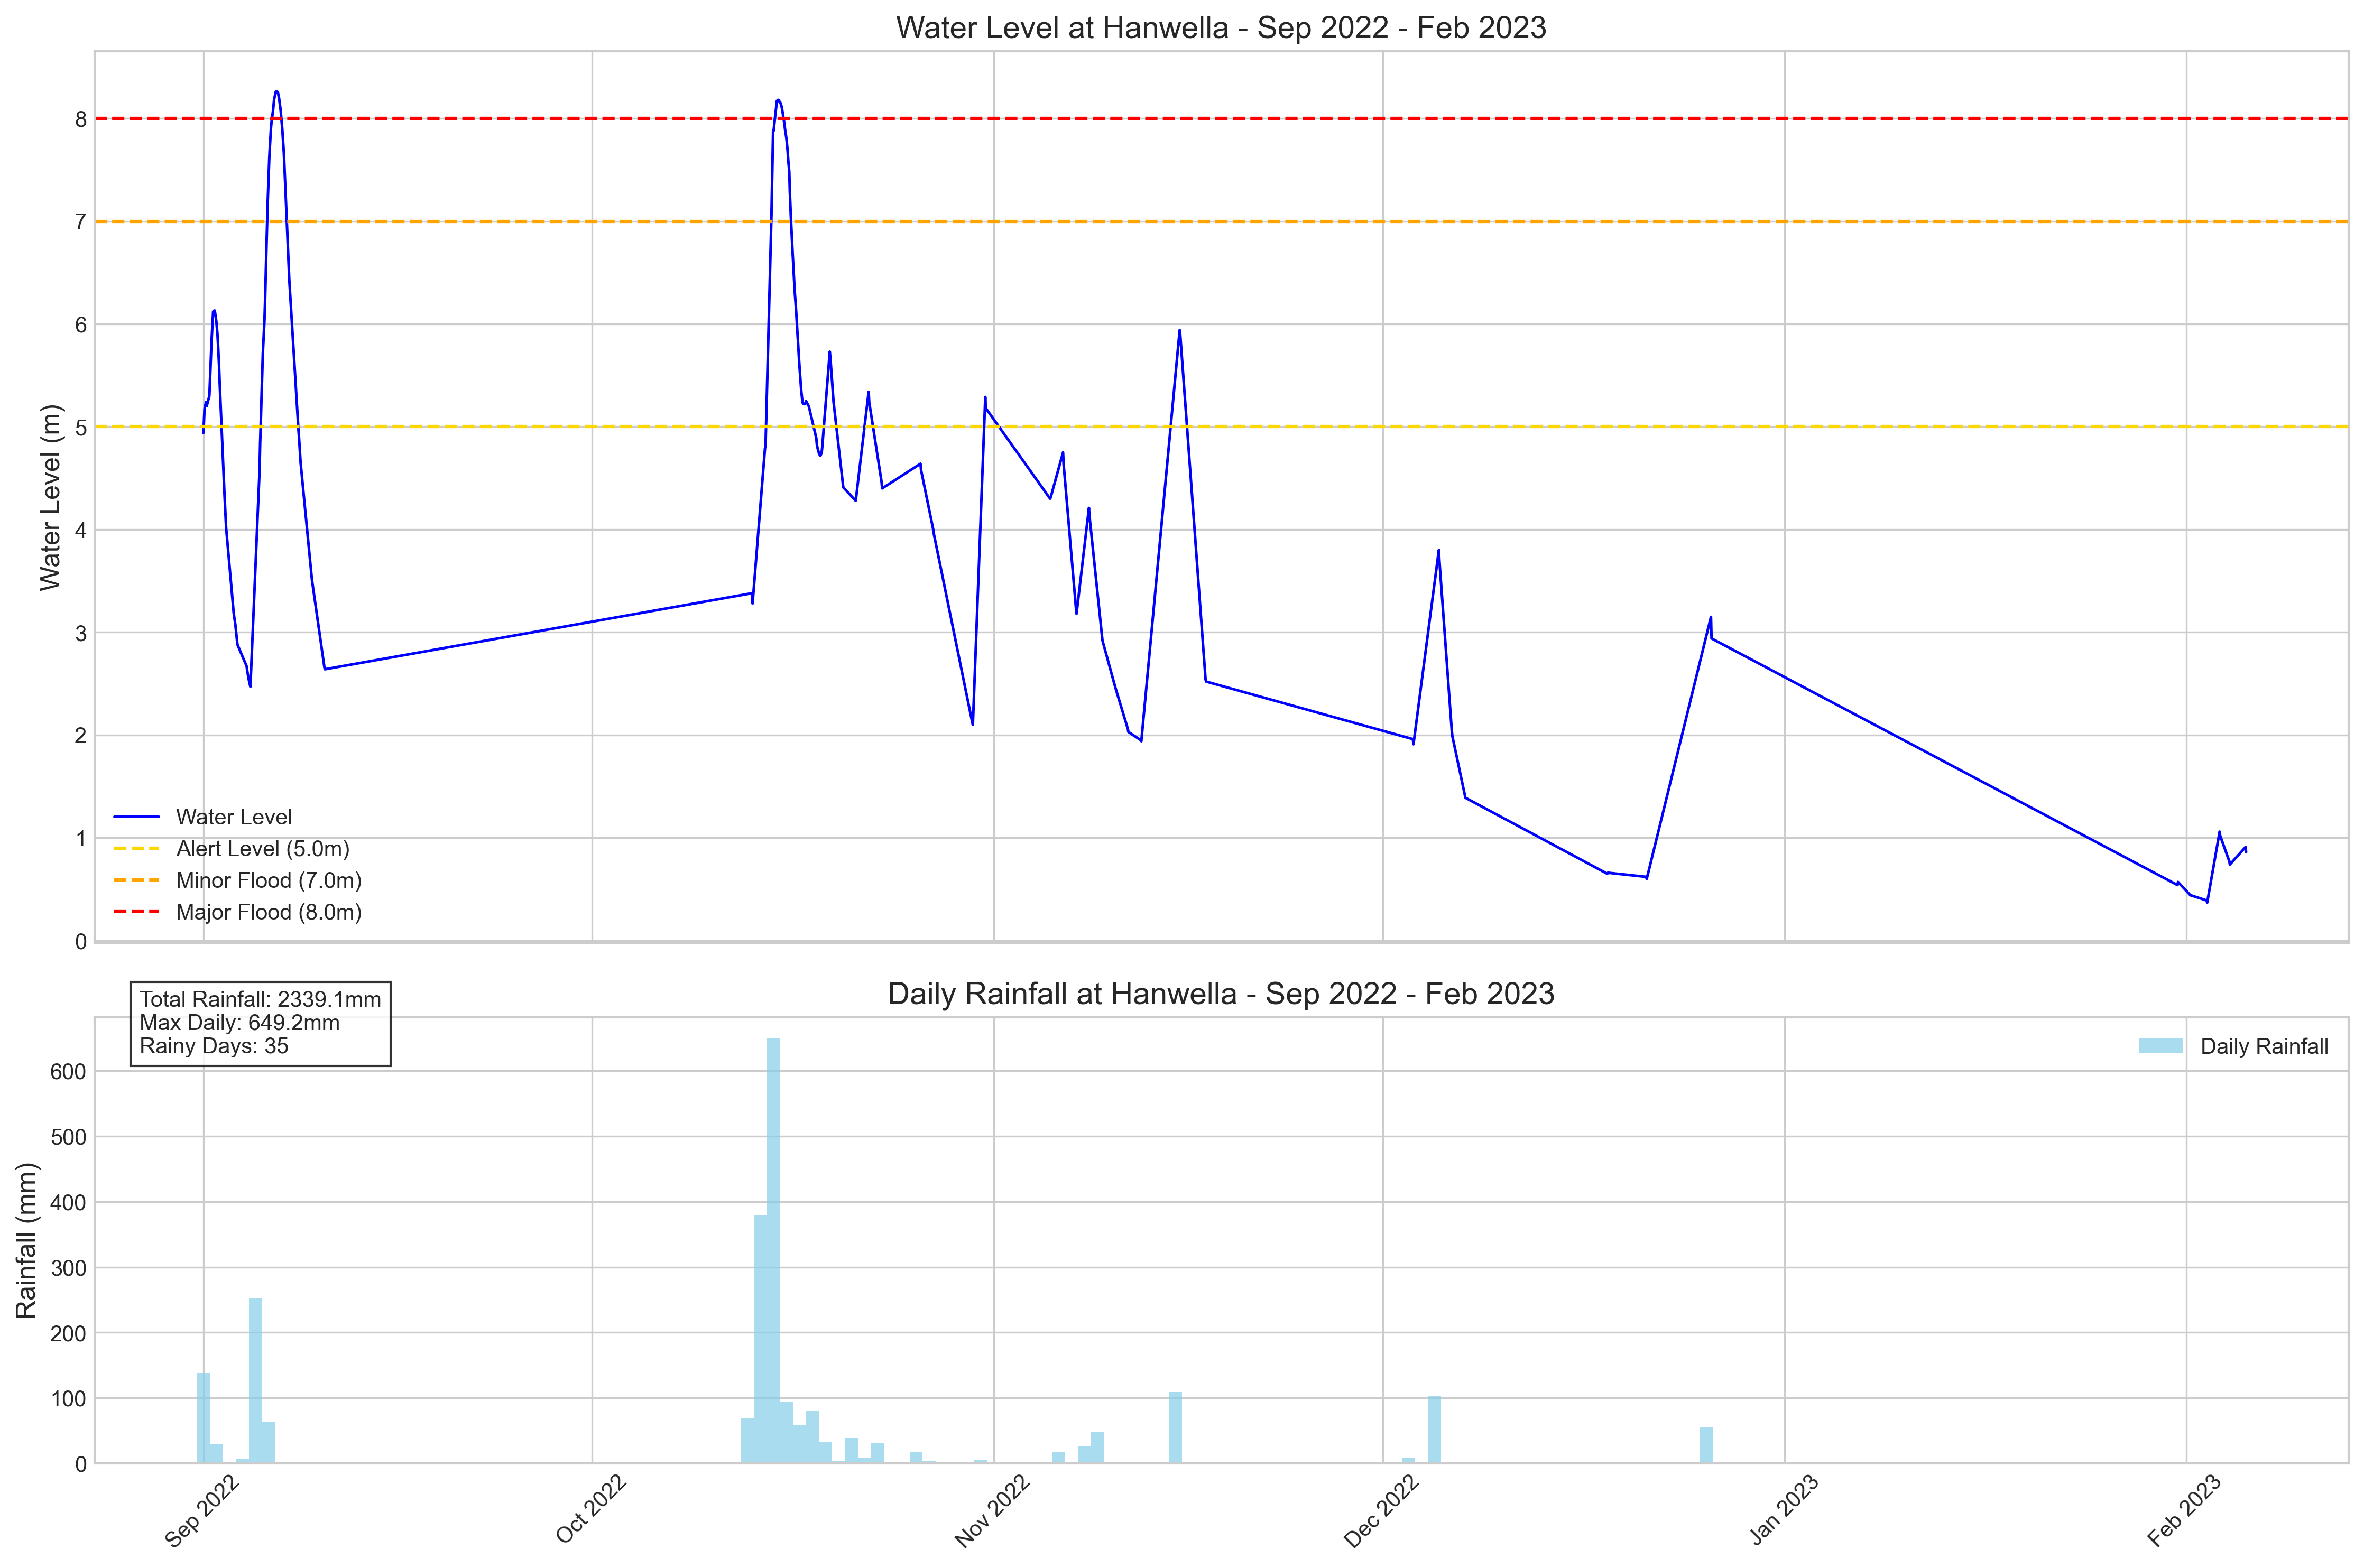 Water Level at Hanwella - Sep 2022 - Feb 2023
Water Level (m)
8
7
6
5
4
3
2
1
0
Water Level
Alert Level (5.0m)
Minor Flood (7.0m)
Major Flood (8.0m)
Daily Rainfall at Hanwella - Sep 2022 - Feb 2023
Total Rainfall: 2339.1mm
Max Daily: 649.2mm
Rainy Days: 35
Daily Rainfall
Rainfall (mm)
600
500
400
300
200
100
0
Sep 2022
Oct 2022
Nov 2022
Dec 2022
Jan 2023
Feb 2023